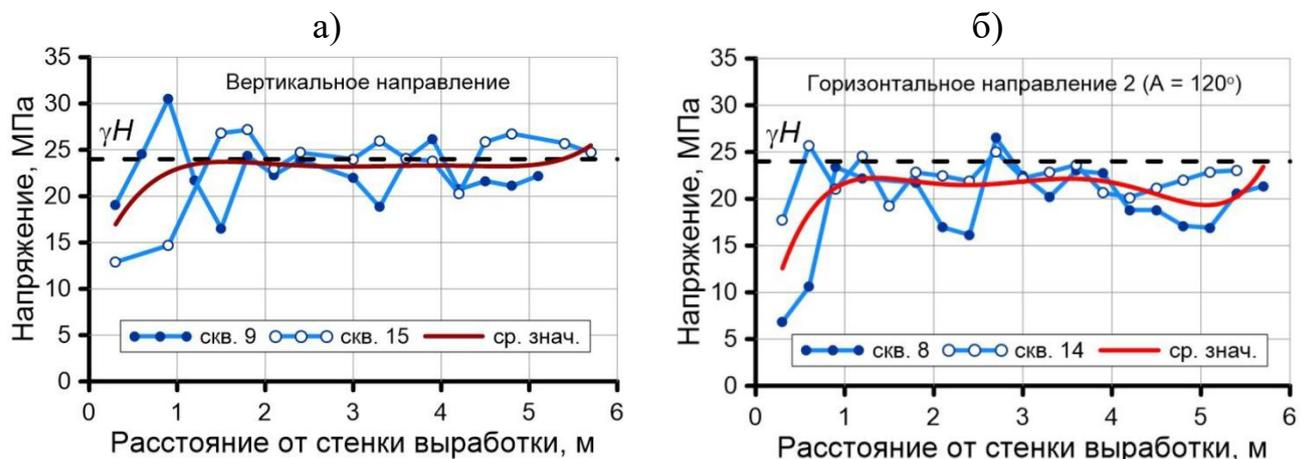 а)
35
30
25
20
15
10
5
0
Напряжение, МПа
Вертикальное направление
γH
скв. 9 скв. 15 ср. знач.
0 1 2 3 4 5 6
Расстояние от стенки выработки, м
б)
35
30
25
20
15
10
5
0
Напряжение, МПа
Горизонтальное направление 2 (А = 120°)
γH
скв. 8 скв. 14 ср. знач.
0 1 2 3 4 5 6
Расстояние от стенки выработки, м